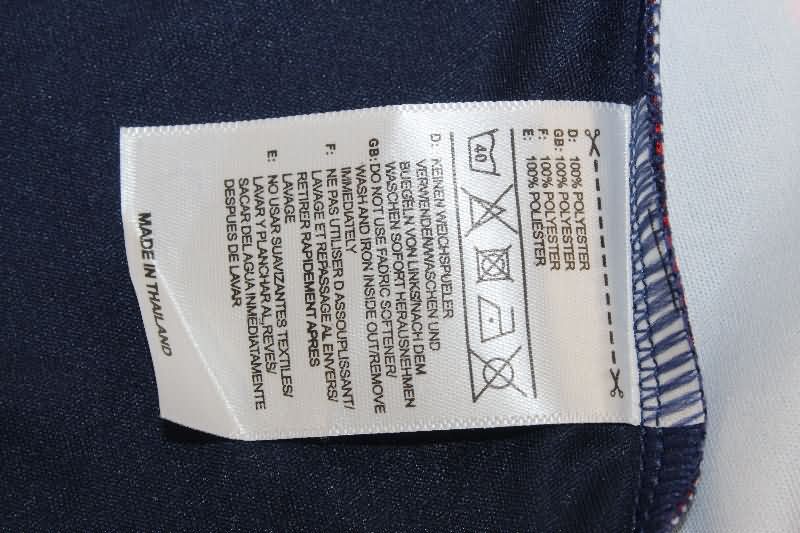 D: 100% POLYESTER
GB: 100% POLYESTER
F: 100% POLYESTER
E: 100% POLIESTER
40
D: KEINEN WEICHSPUELER
VERWENDEN/WASCHEN UND
BUEGELN VON LINKS/NACH DEM
WASCHEN SOFORT HERAUSNEHMEN
GB: DO NOT USE FADRIC SOFTENER/
WASH AND IRON INSIDE OUT/REMOVE
IMMEDIATELY
F: NE PAS UTILISER D ASSOUPLISSANT/
LAVAGE ET REPASSAGE AL ENVERS/
RETIRER RAPIDEMENT APRES
LAVAGE
E: NO USAR SUAVIZANTES TEXTILES/
LAVAR Y PLANCHAR AL,REVES/
SACAR DEL AGUA INMEDIATAMENTE
DESPUES DE LAVAR
MADE IN THAILAND